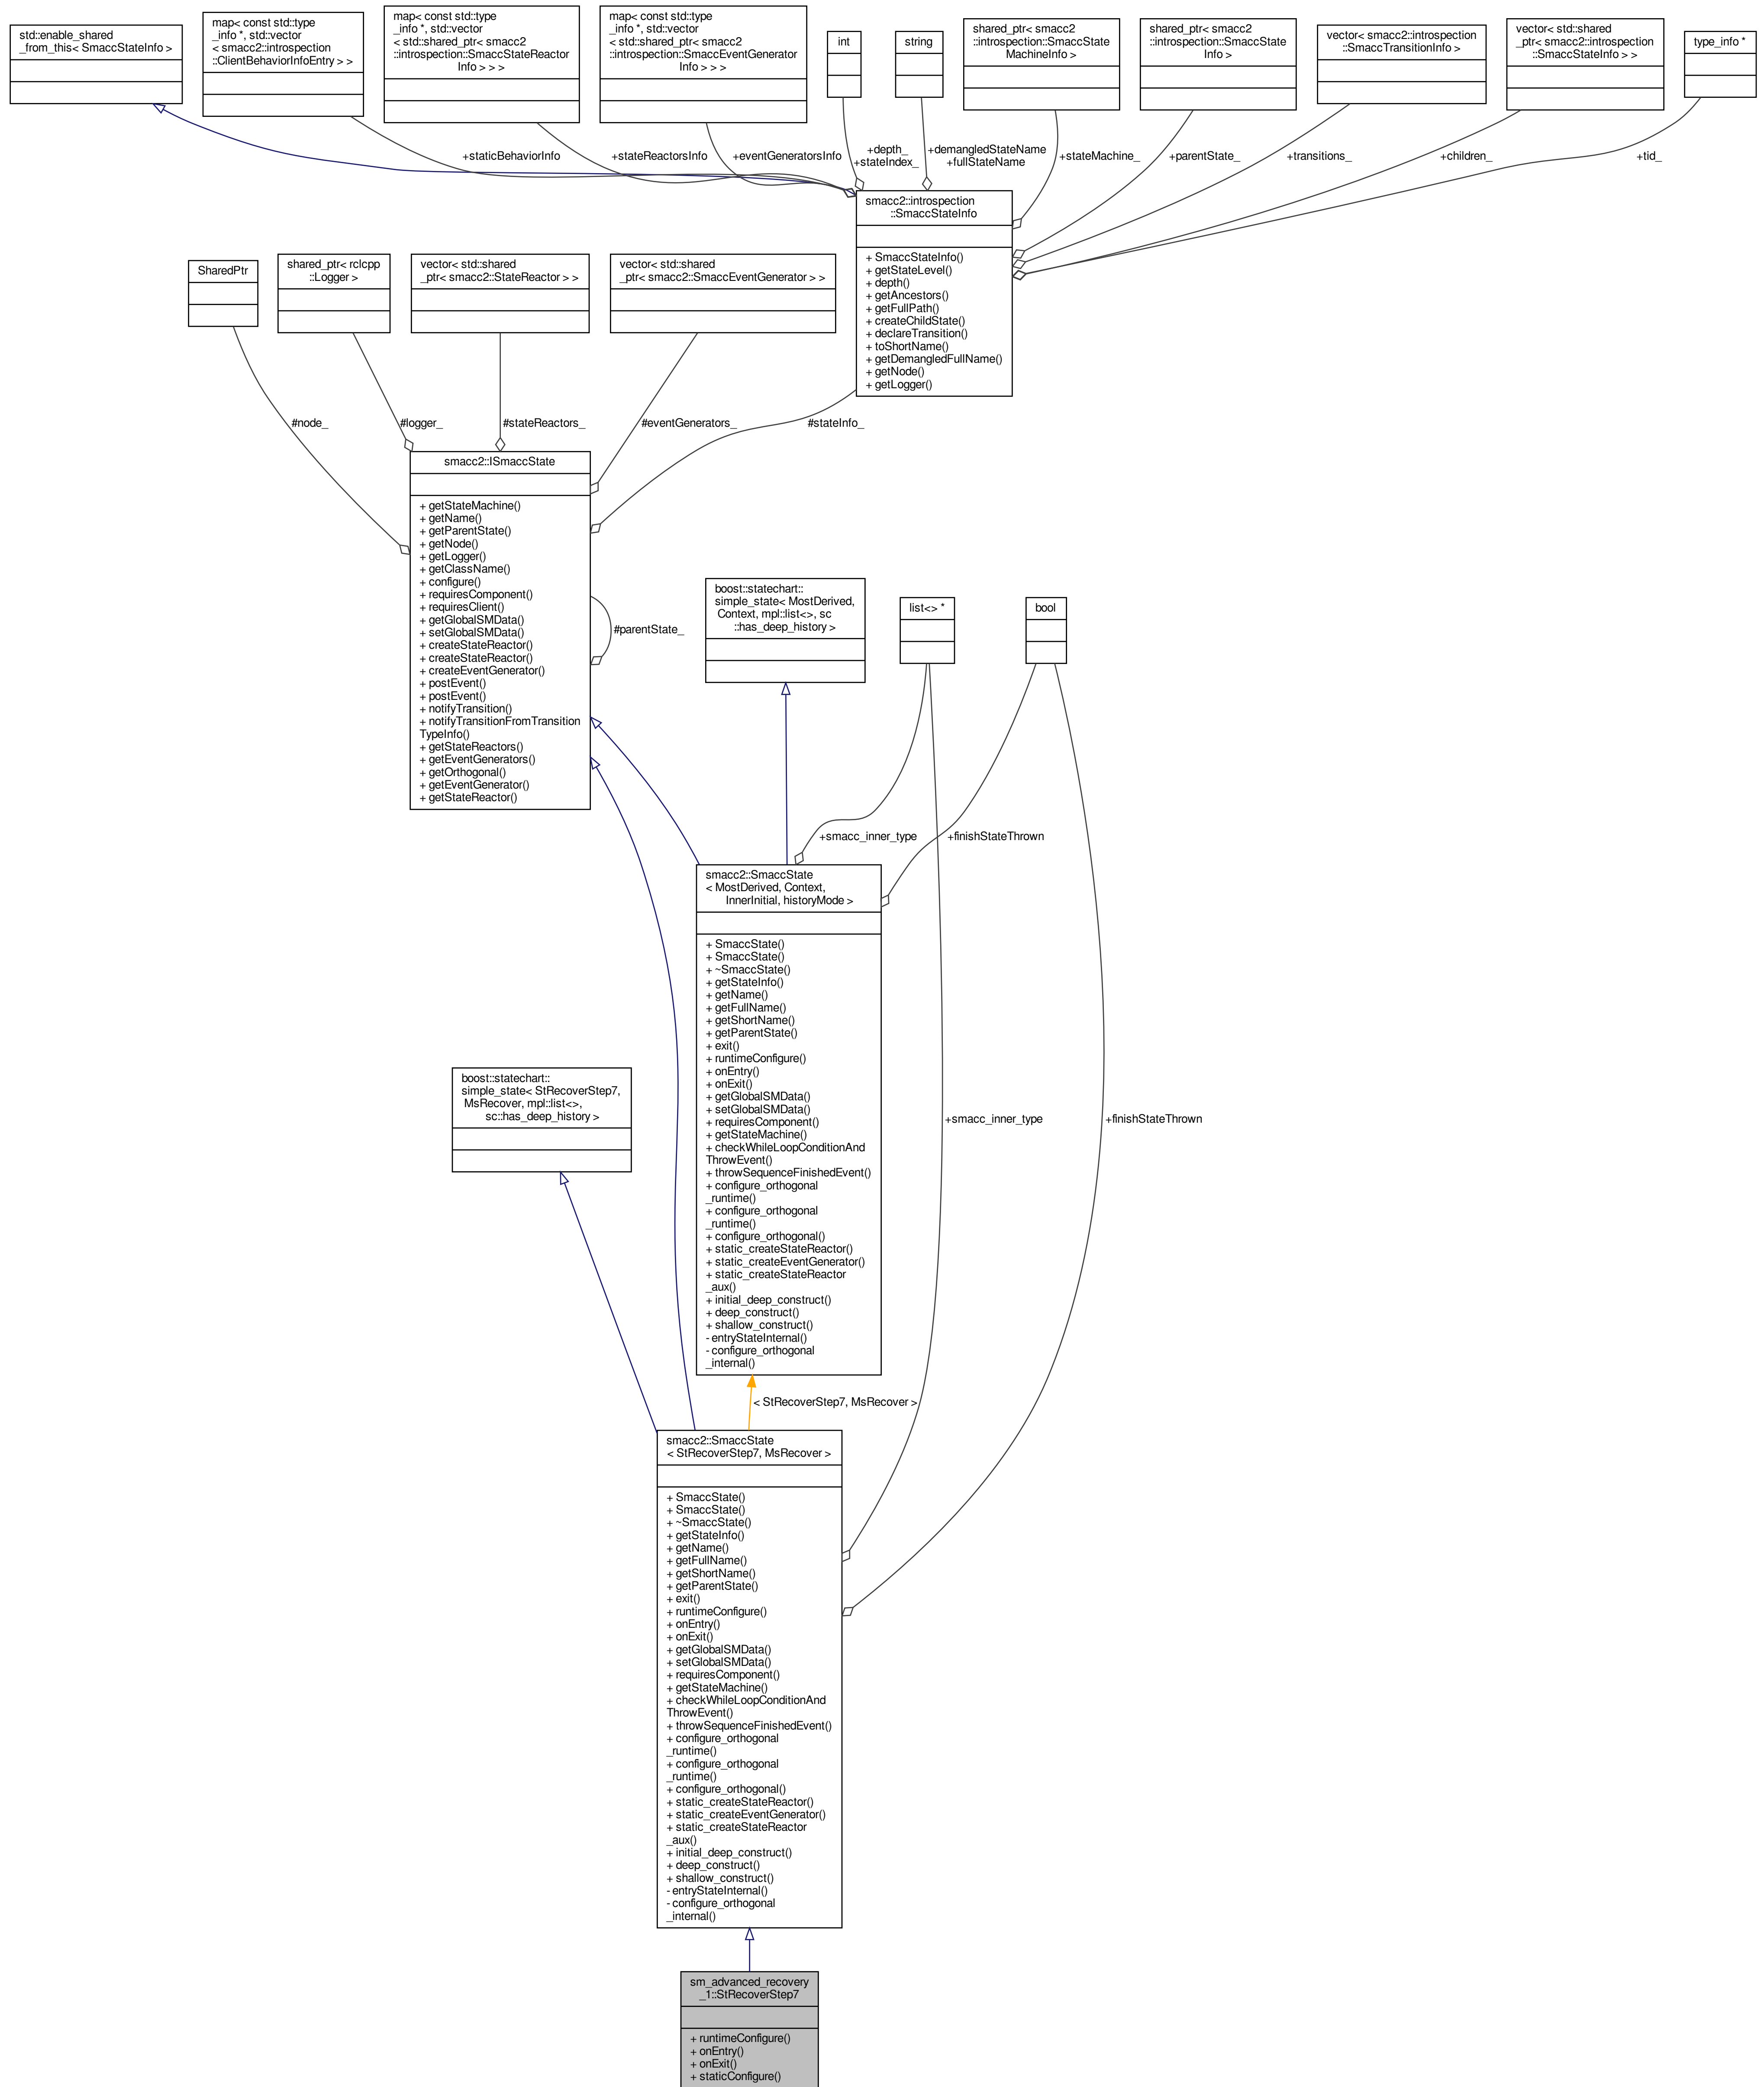 std::enable_shared
_from_this< SmaccStateInfo >
map< const std::type
_info *, std::vector
< smacc2::introspection
::ClientBehaviorInfoEntry > >
map< const std::type
_info *, std::vector
< std::shared_ptr< smacc2
::introspection::SmaccStateReactor
Info > > >
map< const std::type
_info *, std::vector
< std::shared_ptr< smacc2
::introspection::SmaccEventGenerator
Info > > >
int
string
shared_ptr< smacc2
::introspection::SmaccState
MachineInfo >
shared_ptr< smacc2
::introspection::SmaccState
Info >
vector< smacc2::introspection
::SmaccTransitionInfo >
vector< std::shared
_ptr< smacc2::introspection
::SmaccStateInfo > >
type_info *
+staticBehaviorInfo
+stateReactorsInfo
+eventGeneratorsInfo
+depth_
+stateIndex_
+demangledStateName
+fullStateName
+stateMachine_
+parentState_
+transitions_
+children_
+tid_
smacc2::introspection
::SmaccStateInfo
+ SmaccStateInfo()
+ getStateLevel()
+ depth()
+ getAncestors()
+ getFullPath()
+ createChildState()
+ declareTransition()
+ toShortName()
+ getDemangledFullName()
+ getNode()
+ getLogger()
SharedPtr
shared_ptr< rclcpp
::Logger >
vector< std::shared
_ptr< smacc2::StateReactor > >
vector< std::shared
_ptr< smacc2::SmaccEventGenerator > >
#node_
#logger_
#stateReactors_
#eventGenerators_
#stateInfo_
smacc2::ISmaccState
+ getStateMachine()
+ getName()
+ getParentState()
+ getNode()
+ getLogger()
+ getClassName()
+ configure()
+ requiresComponent()
+ requiresClient()
+ getGlobalSMData()
+ setGlobalSMData()
+ createStateReactor()
+ createStateReactor()
+ createEventGenerator()
+ postEvent()
+ postEvent()
+ notifyTransition()
+ notifyTransitionFromTransition
TypeInfo()
+ getStateReactors()
+ getEventGenerators()
+ getOrthogonal()
+ getEventGenerator()
+ getStateReactor()
#parentState_
boost::statechart::
simple_state< MostDerived,
Context, mpl::list<>, sc
::has_deep_history >
list<> *
bool
+smacc_inner_type
+finishStateThrown
smacc2::SmaccState
< MostDerived, Context,
InnerInitial, historyMode >
+ SmaccState()
+ SmaccState()
+ ~SmaccState()
+ getStateInfo()
+ getName()
+ getFullName()
+ getShortName()
+ getParentState()
+ exit()
+ runtimeConfigure()
+ onEntry()
+ onExit()
+ getGlobalSMData()
+ setGlobalSMData()
+ requiresComponent()
+ getStateMachine()
+ checkWhileLoopConditionAnd
ThrowEvent()
+ throwSequenceFinishedEvent()
+ configure_orthogonal
_runtime()
+ configure_orthogonal
_runtime()
+ configure_orthogonal()
+ static_createStateReactor()
+ static_createEventGenerator()
+ static_createStateReactor
_aux()
+ initial_deep_construct()
+ deep_construct()
+ shallow_construct()
- entryStateInternal()
- configure_orthogonal
_internal()
boost::statechart::
simple_state< StRecoverStep7,
MsRecover, mpl::list<>,
sc::has_deep_history >
+smacc_inner_type
+finishStateThrown
< StRecoverStep7, MsRecover >
smacc2::SmaccState
< StRecoverStep7, MsRecover >
+ SmaccState()
+ SmaccState()
+ ~SmaccState()
+ getStateInfo()
+ getName()
+ getFullName()
+ getShortName()
+ getParentState()
+ exit()
+ runtimeConfigure()
+ onEntry()
+ onExit()
+ getGlobalSMData()
+ setGlobalSMData()
+ requiresComponent()
+ getStateMachine()
+ checkWhileLoopConditionAnd
ThrowEvent()
+ throwSequenceFinishedEvent()
+ configure_orthogonal
_runtime()
+ configure_orthogonal
_runtime()
+ configure_orthogonal()
+ static_createStateReactor()
+ static_createEventGenerator()
+ static_createStateReactor
_aux()
+ initial_deep_construct()
+ deep_construct()
+ shallow_construct()
- entryStateInternal()
- configure_orthogonal
_internal()
sm_advanced_recovery
_1::StRecoverStep7
+ runtimeConfigure()
+ onEntry()
+ onExit()
+ staticConfigure()